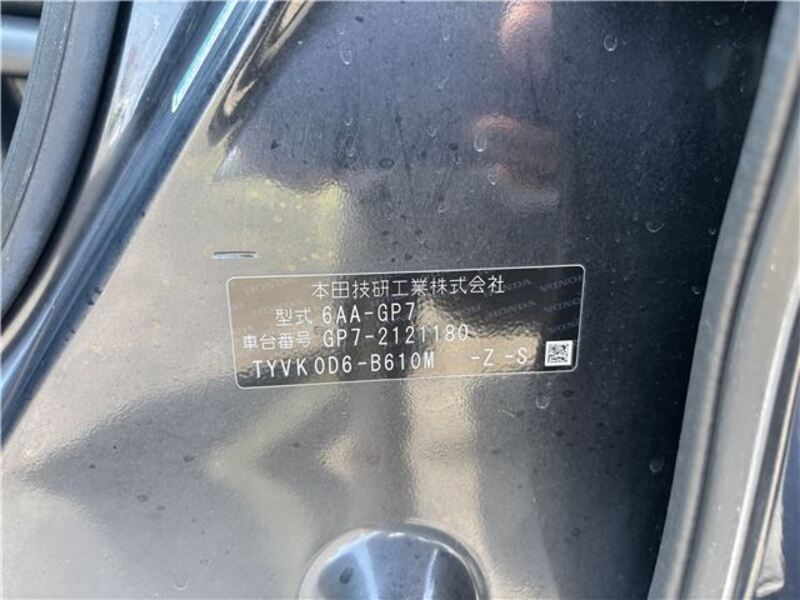 本田技研工業株式会社
型式 6AA-GP7
車台番号 GP7-2121180
TYVK0D6-B610M -Z-S